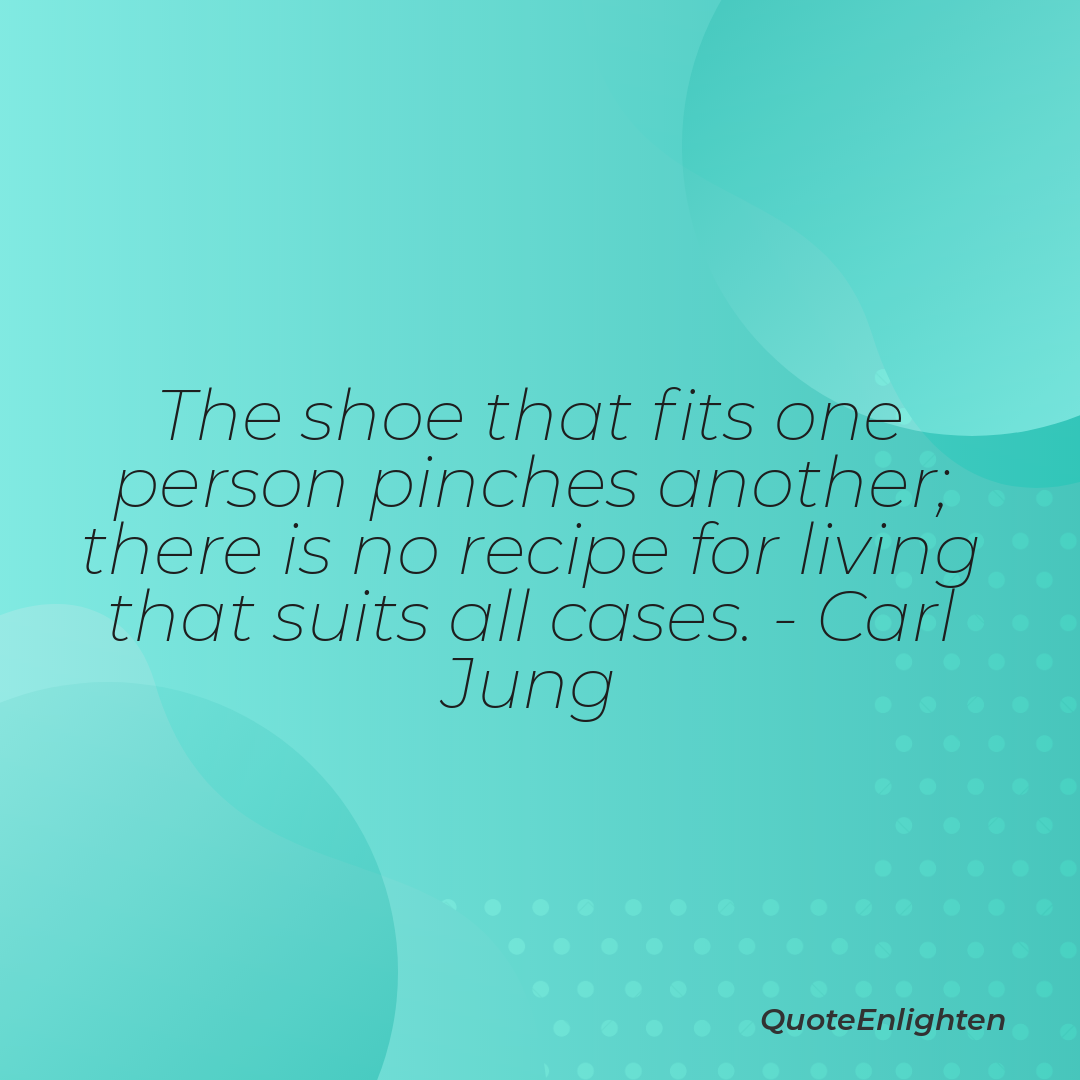 The shoe that fits one
person pinches another;
there is no recipe for living
that suits all cases. - Carl
Jung
QuoteEnlighten